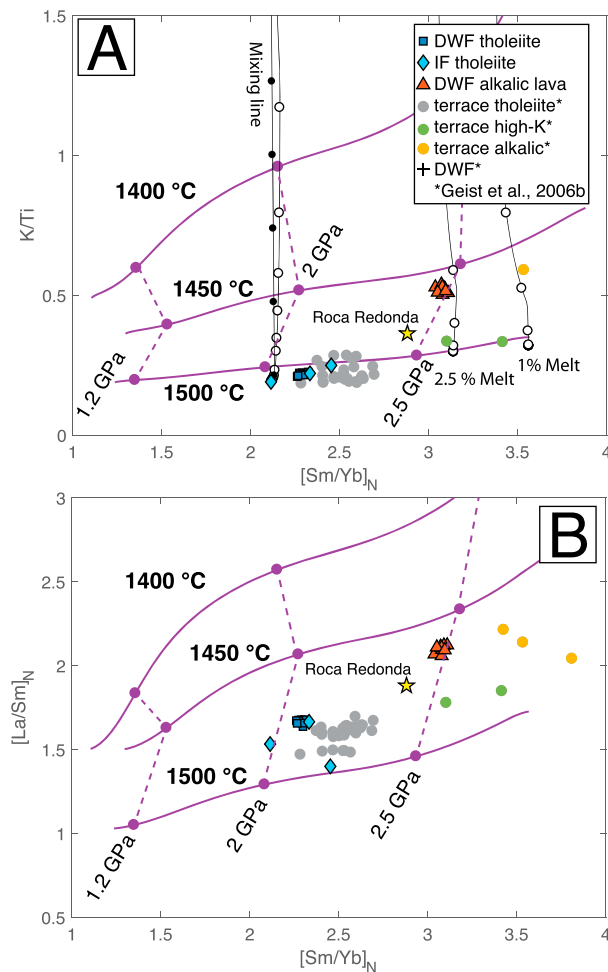 A
1.5
1
0.5
0
K/Ti
Mixing line
DWF tholeiite
IF tholeiite
DWF alkalic lava
terrace tholeiite*
terrace high-K*
terrace alkalic*
DWF*
*Geist et al., 2006b
1400 °C
1450 °C
1500 °C
1.2 GPa
2 GPa
2.5 GPa
Roca Redonda
2.5 % Melt
1% Melt
1 1.5 2 2.5 3 3.5 4
[Sm/Yb]N
B
3
2.5
2
1.5
1
0.5
[La/Sm]N
1400 °C
1450 °C
1500 °C
Roca Redonda
1.2 GPa
2 GPa
2.5 GPa
1 1.5 2 2.5 3 3.5 4
[Sm/Yb]N